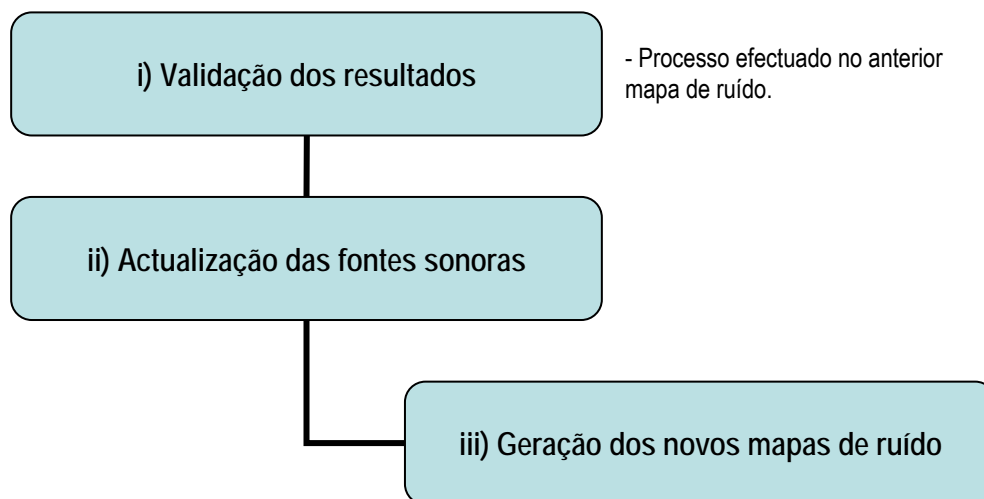 i) Validação dos resultados
- Processo efectuado no anterior
mapa de ruído.
ii) Actualização das fontes sonoras
iii) Geração dos novos mapas de ruído